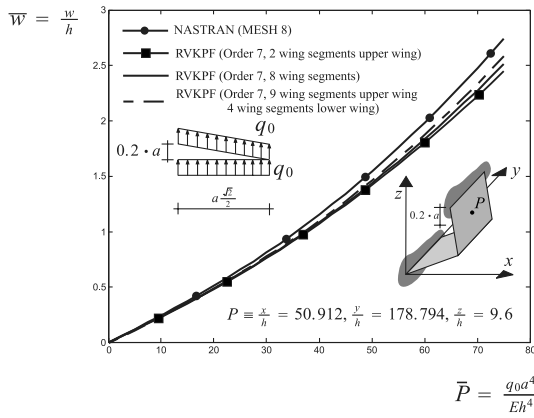 w̅ = w/h
NASTRAN (MESH 8)
RVKPF (Order 7, 2 wing segments upper wing)
RVKPF (Order 7, 8 wing segments)
RVKPF (Order 7, 9 wing segments upper wing
4 wing segments lower wing)
3
2.5
2
1.5
1
0.5
0
q0
0.2 • a
q0
a √2/2
z
y
0.2 • a
P
x
P ≡ x/h = 50.912, y/h = 178.794, z/h = 9.6
0 10 20 30 40 50 60 70 80
P̅ = q0a⁴/Eh⁴